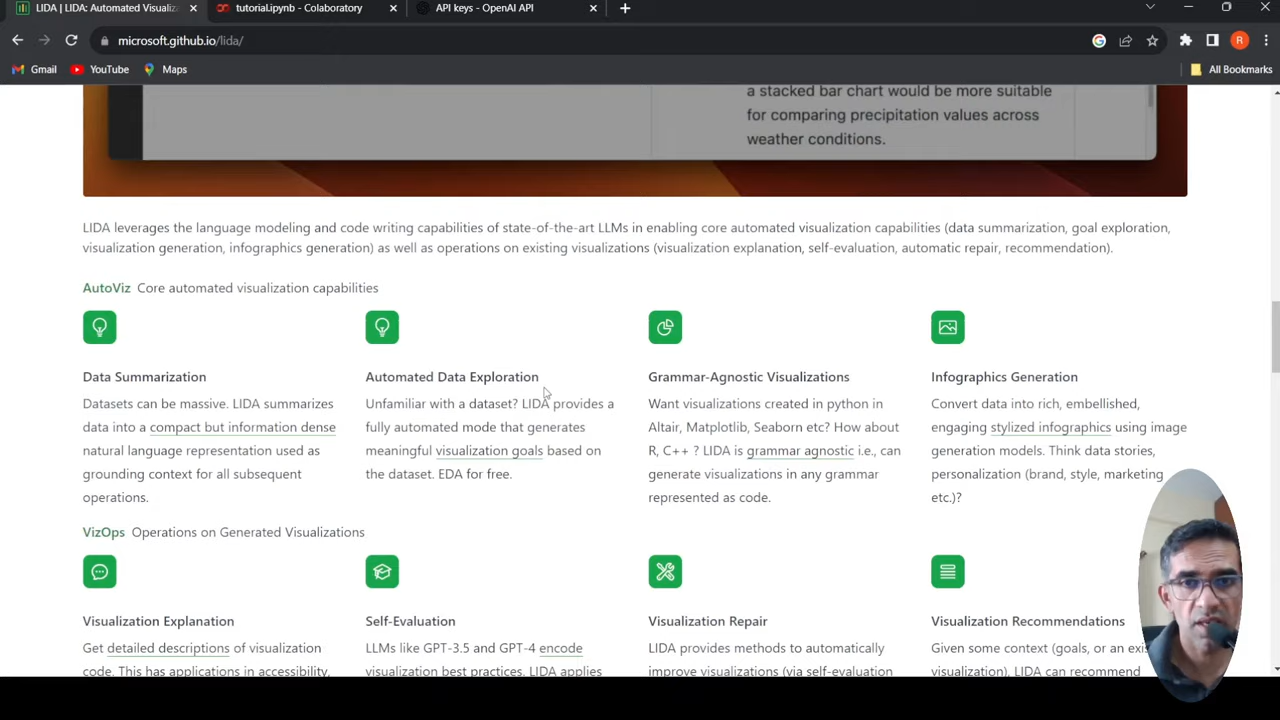 LIDA | LIDA: Automated Visualiz
tutorial.ipynb - Colaboratory
API keys - OpenAI API
microsoft.github.io/lida/
R
Gmail
YouTube
Maps
All Bookmarks
a stacked bar chart would be more suitable
for comparing precipitation values across
weather conditions.
LIDA leverages the language modeling and code writing capabilities of state-of-the-art LLMs in enabling core automated visualization capabilities (data summarization, goal exploration,
visualization generation, infographics generation) as well as operations on existing visualizations (visualization explanation, self-evaluation, automatic repair, recommendation).
AutoViz Core automated visualization capabilities
Data Summarization
Datasets can be massive. LIDA summarizes
data into a compact but information dense
natural language representation used as
grounding context for all subsequent
operations.
Automated Data Exploration
Unfamiliar with a dataset? LIDA provides a
fully automated mode that generates
meaningful visualization goals based on
the dataset. EDA for free.
Grammar-Agnostic Visualizations
Want visualizations created in python in
Altair, Matplotlib, Seaborn etc? How about
R, C++ ? LIDA is grammar agnostic i.e., can
generate visualizations in any grammar
represented as code.
Infographics Generation
Convert data into rich, embellished,
engaging stylized infographics using image
generation models. Think data stories,
personalization (brand, style, marketing
etc.)?
VizOps Operations on Generated Visualizations
Visualization Explanation
Get detailed descriptions of visualization
code. This has applications in accessibility,
Self-Evaluation
LLMs like GPT-3.5 and GPT-4 encode
visualization best practices. LIDA applies
Visualization Repair
LIDA provides methods to automatically
improve visualizations (via self-evaluation
Visualization Recommendations
Given some context (goals, or an exis
visualization), LIDA can recommend